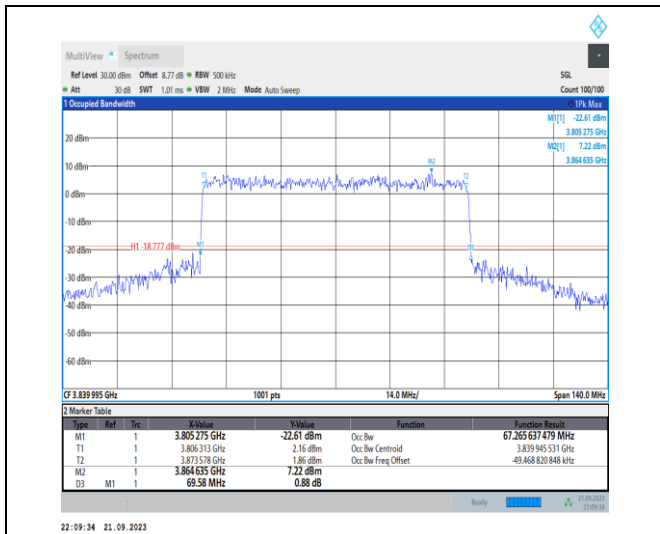 MultiView Spectrum
Ref Level 30.00 dBm Offset 8.77 dB RBW 500 kHz SGL
Att 30 dB SWT 1.01 ms VBW 2 MHz Mode Auto Sweep Count 100/100
1 Occupied Bandwidth 1Pk Max
M1[1] -22.61 dBm
3.805 275 GHz
M2[1] 7.22 dBm
3.864 635 GHz
20 dBm
M2
T1 T2
10 dBm
0 dBm
-10 dBm
-20 dBm
H1 -18.777 dBm
M1
-30 dBm
-40 dBm
-50 dBm
-60 dBm
CF 3.839 995 GHz 1001 pts 14.0 MHz/ Span 140.0 MHz
2 Marker Table
Type Ref Trc X-Value Y-Value Function Function Result
M1 1 3.805 275 GHz -22.61 dBm Occ Bw 67.265 637 479 MHz
T1 1 3.806 313 GHz 2.16 dBm Occ Bw Centroid 3.839 945 531 GHz
T2 1 3.873 578 GHz 1.86 dBm Occ Bw Freq Offset -49.468 820 848 kHz
M2 1 3.864 635 GHz 7.22 dBm
D3 M1 1 69.58 MHz 0.88 dB
Ready 21.09.2023
22:09:34
22:09:34 21.09.2023